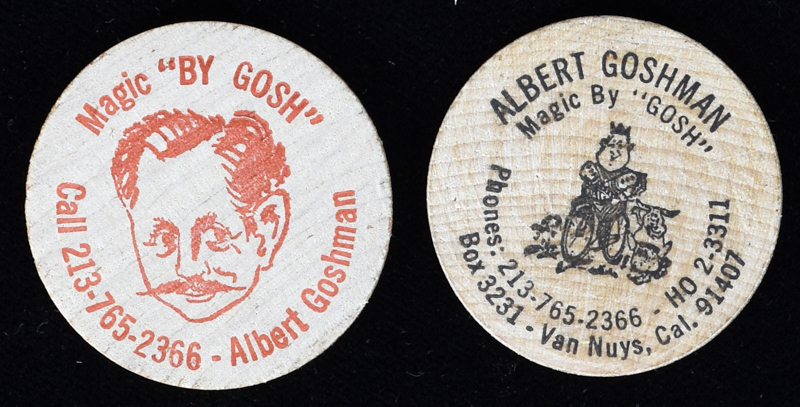 Magic "BY GOSH"
Call 213-765-2366 - Albert Goshman
ALBERT GOSHMAN
Magic By "GOSH"
Phones: 213-765-2366 - HO 2-3311
Box 3231 - Van Nuys, Cal. 91407